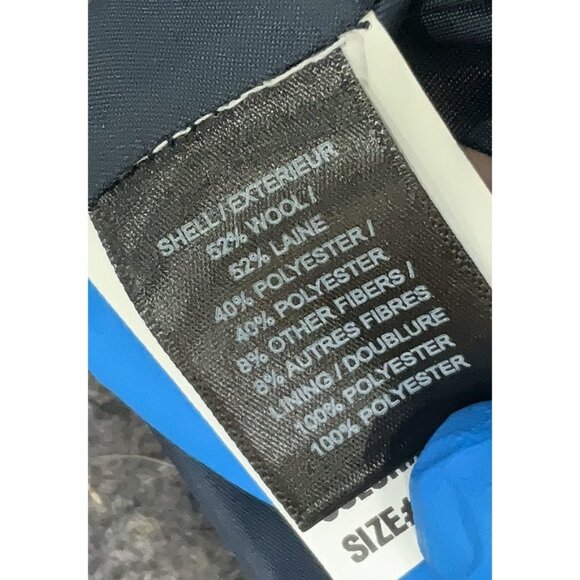 SHELL / EXTERIEUR
52% WOOL /
52% LAINE
40% POLYESTER /
40% POLYESTER
8% OTHER FIBERS /
8% AUTRES FIBRES
LINING / DOUBLURE
100% POLYESTER
100% POLYESTER
SIZE#